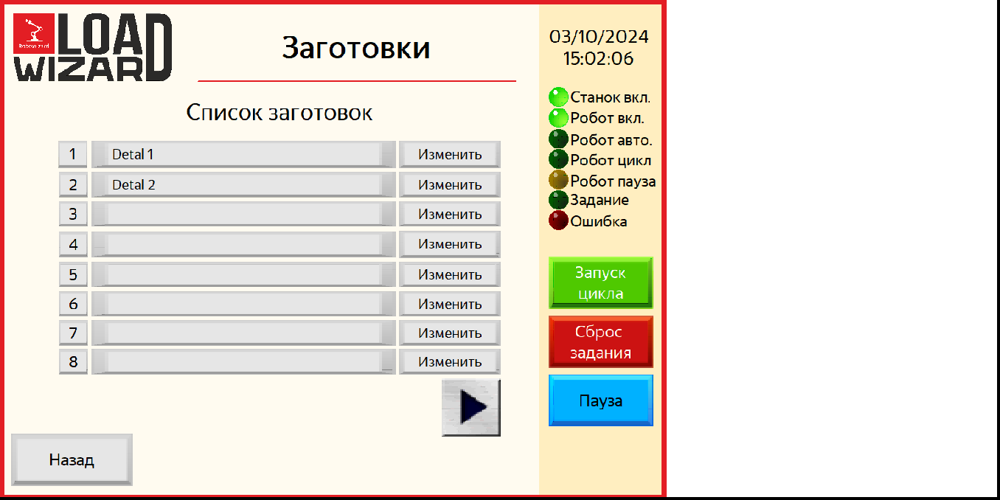 Robowizard
LOAD
WIZARD
Заготовки
Список заготовок
1 Detal 1 Изменить
2 Detal 2 Изменить
3 Изменить
4 Изменить
5 Изменить
6 Изменить
7 Изменить
8 Изменить
Назад
03/10/2024
15:02:06
Станок вкл.
Робот вкл.
Робот авто.
Робот цикл
Робот пауза
Задание
Ошибка
Запуск
цикла
Сброс
задания
Пауза